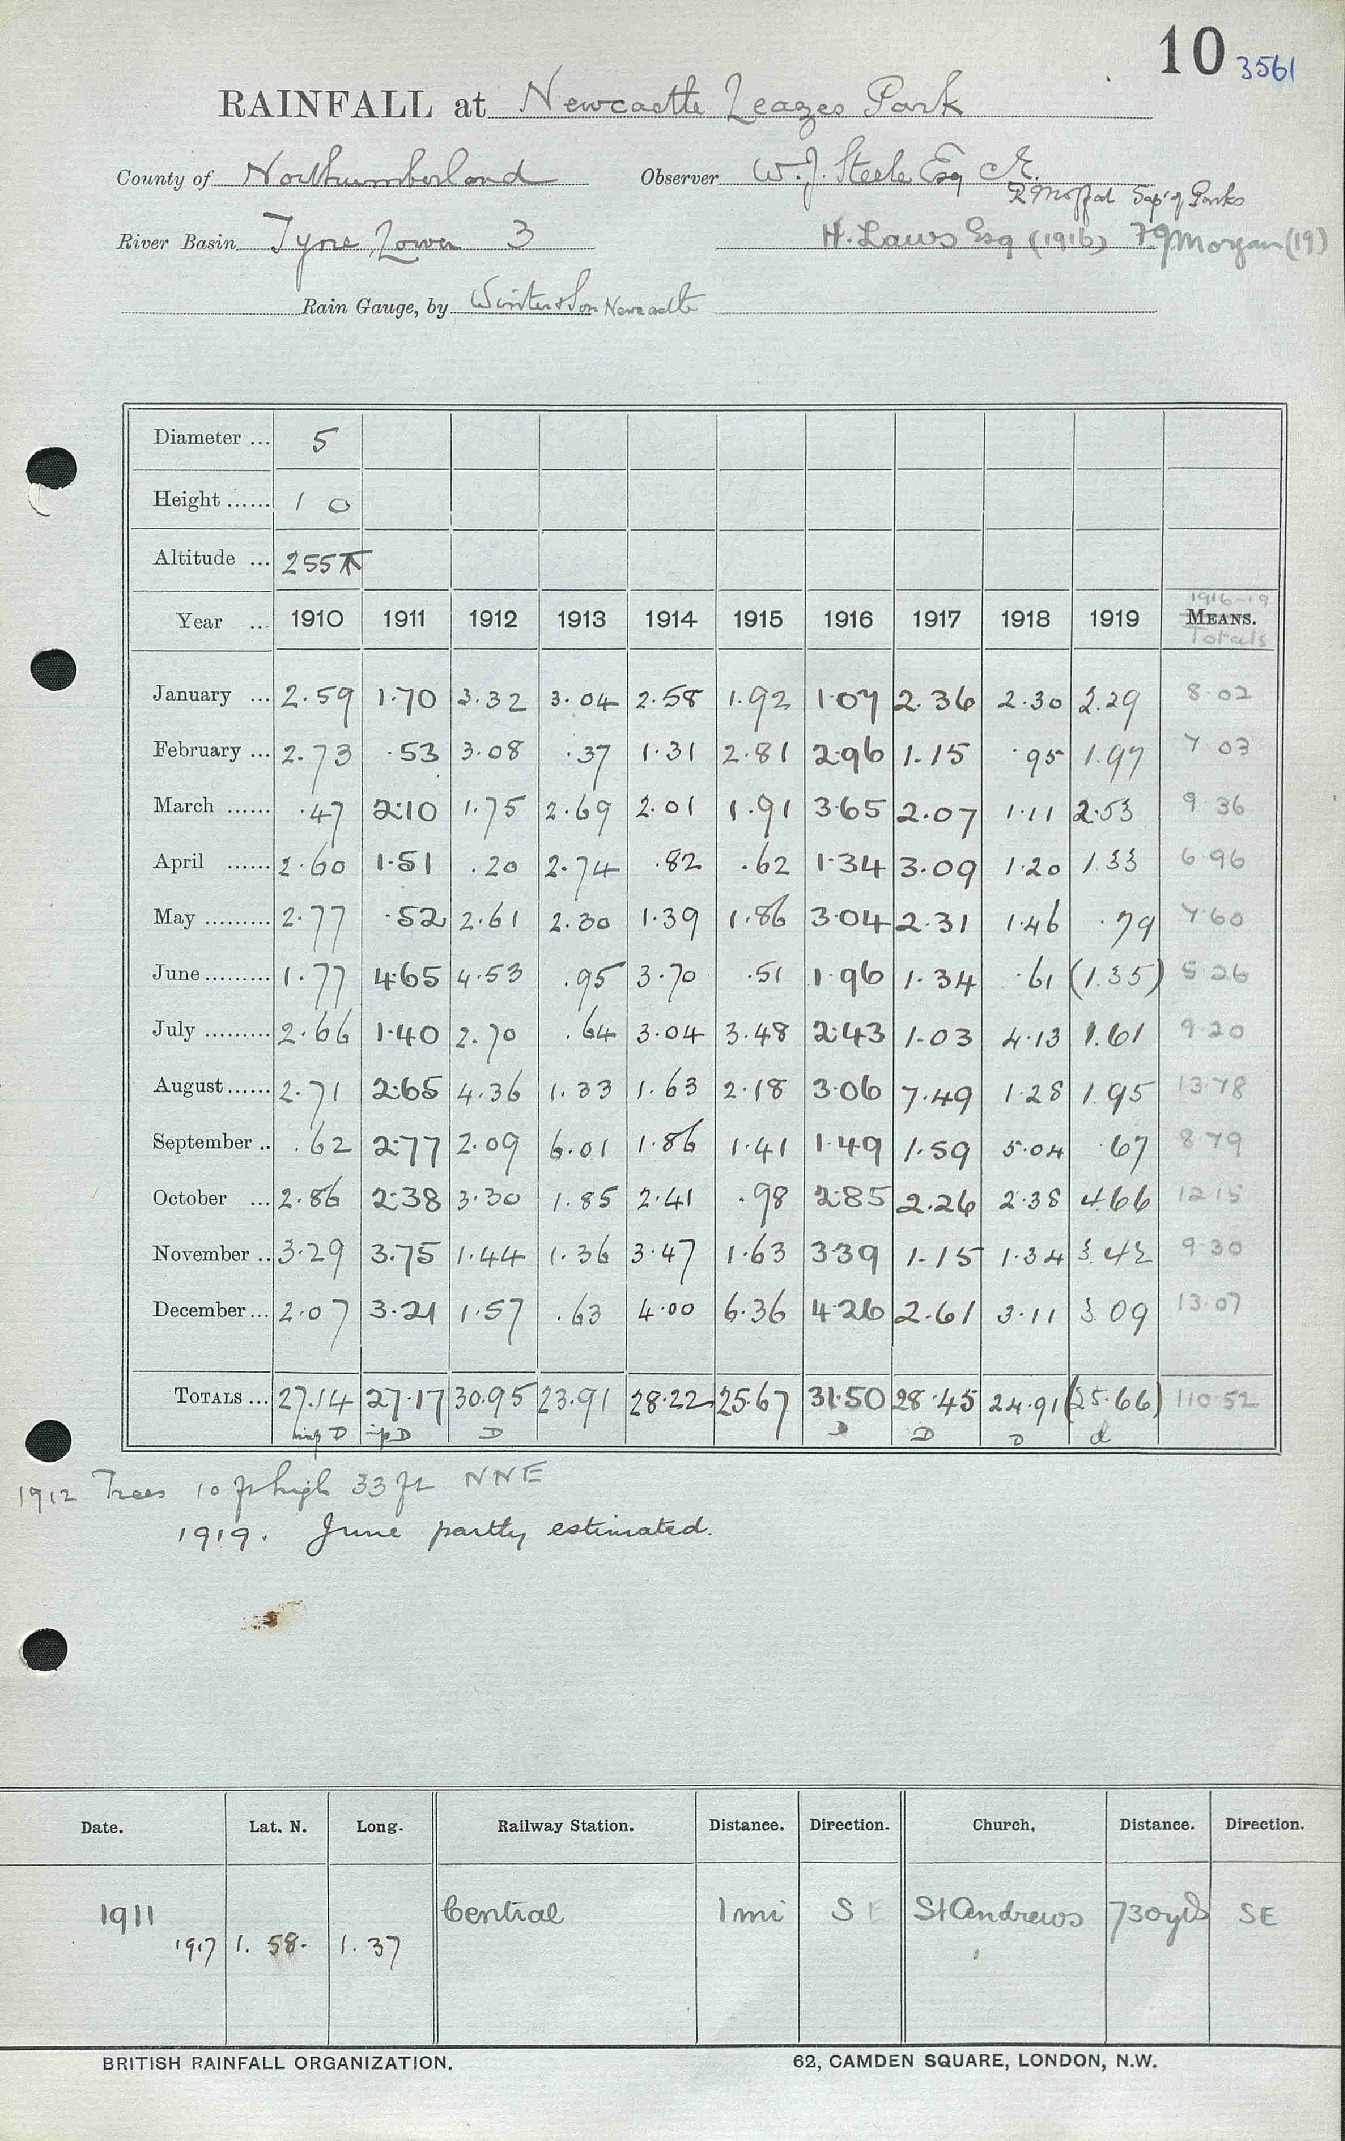 10 3561
RAINFALL at Newcastle Leazes Park
County of Northumberland Observer W. J. Steele Esq C.E.
R Moffat Sup't of Parks
River Basin Tyne Lower 3 H. Laws Esq (1916) F J Morgan (19)
Rain Gauge, by Winter & Son Newcastle
Diameter ... 5
Height ...... 1 0
Altitude ... 255 ft
1916-19
Year ... 1910 1911 1912 1913 1914 1915 1916 1917 1918 1919 MEANS.
Totals
January ... 2.59 1.70 3.32 3.04 2.58 1.92 1.07 2.36 2.30 2.29 8.02
February ... 2.73 .53 3.08 .37 1.31 2.81 2.96 1.15 .95 1.97 7.03
March ...... .47 2.10 1.75 2.69 2.01 1.91 3.65 2.07 1.11 2.53 9.36
April ...... 2.60 1.51 .20 2.74 .82 .62 1.34 3.09 1.20 1.33 6.96
May ......... 2.77 .52 2.61 2.30 1.39 1.86 3.04 2.31 1.46 .79 7.60
June ......... 1.77 4.65 4.53 .95 3.70 .51 1.96 1.34 .61 (1.35) 5.26
July ......... 2.66 1.40 2.70 .64 3.04 3.48 2.43 1.03 4.13 1.61 9.20
August ...... 2.71 2.65 4.36 1.33 1.63 2.18 3.06 7.49 1.28 1.95 13.78
September .. .62 2.77 2.09 6.01 1.86 1.41 1.49 1.59 5.04 .67 8.79
October ... 2.86 2.38 3.30 1.85 2.41 .98 2.85 2.26 2.38 4.66 12.15
November .. 3.29 3.75 1.44 1.36 3.47 1.63 3.39 1.15 1.34 3.42 9.30
December ... 2.07 3.21 1.57 .63 4.00 6.36 4.26 2.61 3.11 3.09 13.07
TOTALS ... 27.14 27.17 30.95 23.91 28.22 25.67 31.50 28.45 24.91 (25.66) 110.52
D D D D D D d
1912 Trees 10 ft high 33 ft NNE
1919. June partly estimated.
Date. Lat. N. Long. Railway Station. Distance. Direction. Church. Distance. Direction.
1911 Central 1 mi SE St Andrews 730 yds SE
1917 1. 58. 1. 37
BRITISH RAINFALL ORGANIZATION. 62, CAMDEN SQUARE, LONDON, N.W.